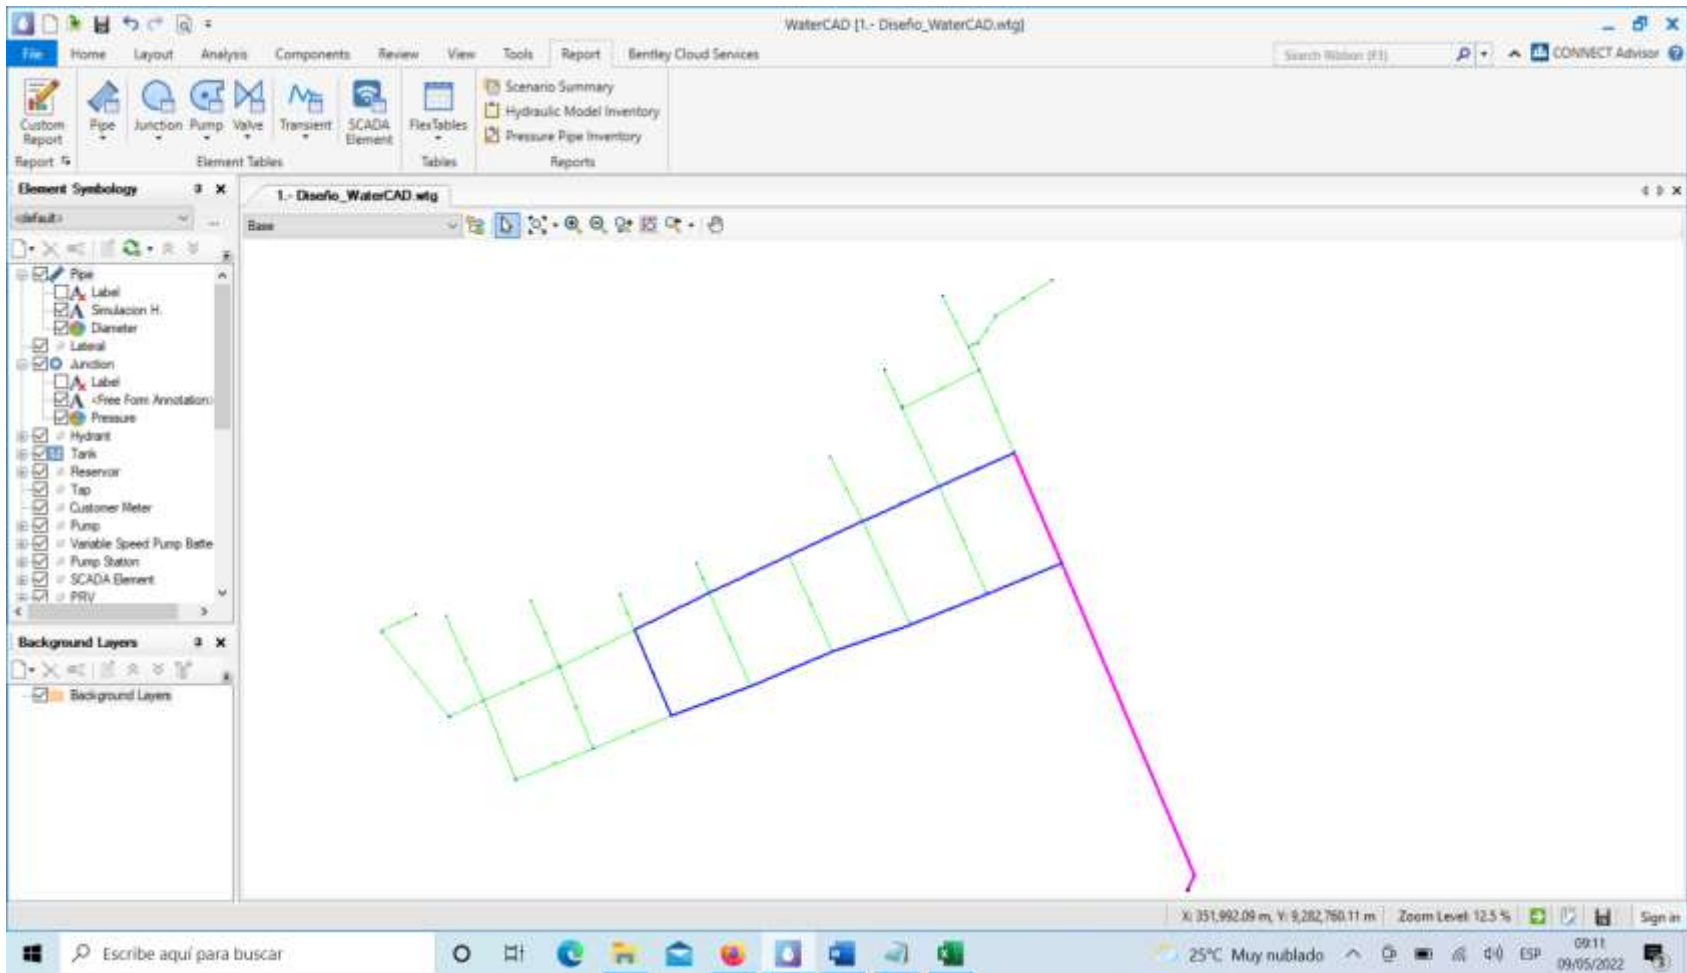 WaterCAD [1.- Diseño_WaterCAD.wtg]
File Home Layout Analysis Components Review View Tools Report Bentley Cloud Services
Search Ribbon (F3)
CONNECT Advisor
Custom Report
Pipe
Junction
Pump
Valve
Transient
SCADA Element
FlexTables
Scenario Summary
Hydraulic Model Inventory
Pressure Pipe Inventory
Report
Element Tables
Tables
Reports
Element Symbology
<default>
Pipe
Label
Simulacion H.
Diameter
Lateral
Junction
Label
<Free Form Annotation>
Pressure
Hydrant
Tank
Reservoir
Tap
Customer Meter
Pump
Variable Speed Pump Batte
Pump Station
SCADA Element
PRV
Background Layers
Background Layers
1.- Diseño_WaterCAD.wtg
Base
X: 351,992.09 m, Y: 9,282,760.11 m
Zoom Level: 12.5 %
Sign in
Escribe aquí para buscar
25°C Muy nublado
ESP
09:11
09/05/2022
3